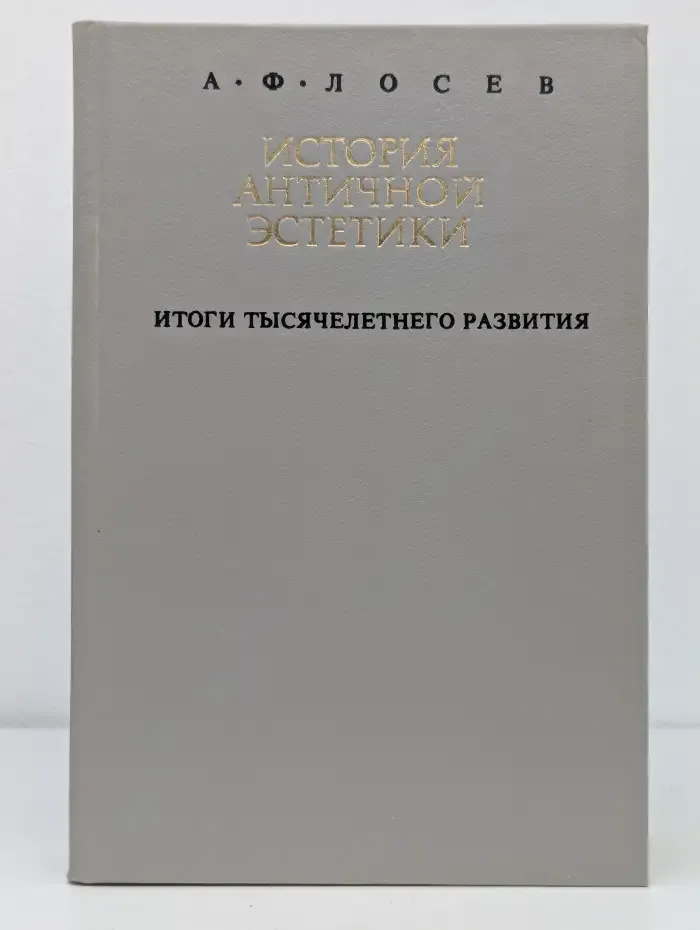 А·Ф·ЛОСЕВ
ИСТОРИЯ
АНТИЧНОЙ
ЭСТЕТИКИ
ИТОГИ ТЫСЯЧЕЛЕТНЕГО РАЗВИТИЯ